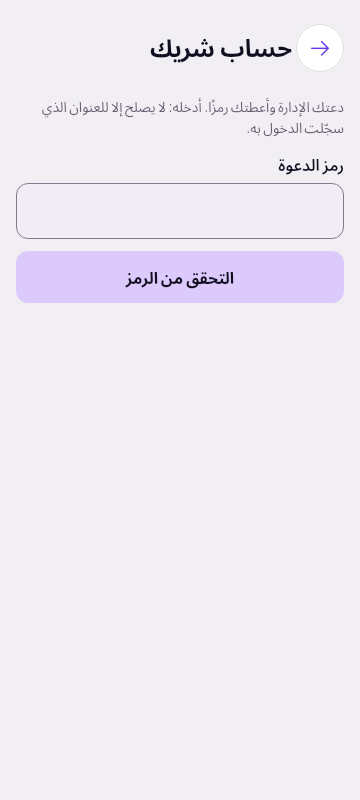 حساب شريك
دعتك الإدارة وأعطتك رمزًا. أدخله: لا يصلح إلا للعنوان الذي
سجّلت الدخول به.
رمز الدعوة
التحقق من الرمز